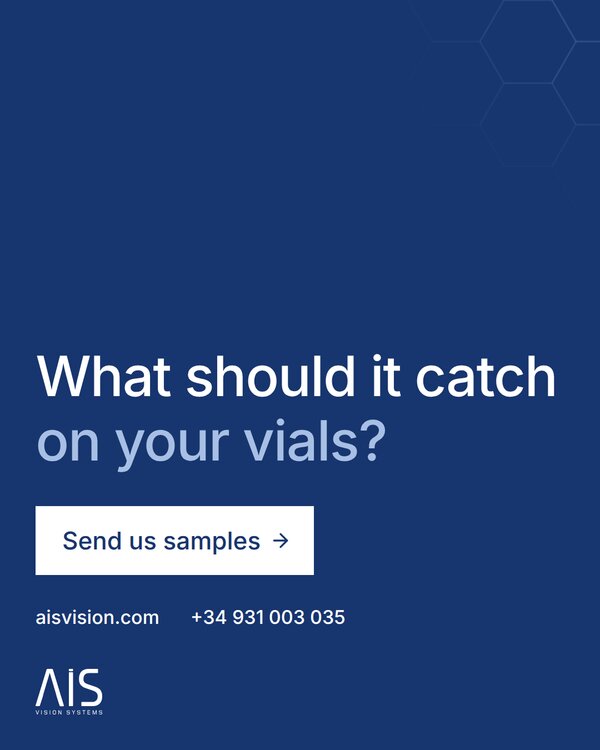 What should it catch
on your vials?
Send us samples →
aisvision.com +34 931 003 035
AiS
VISION SYSTEMS